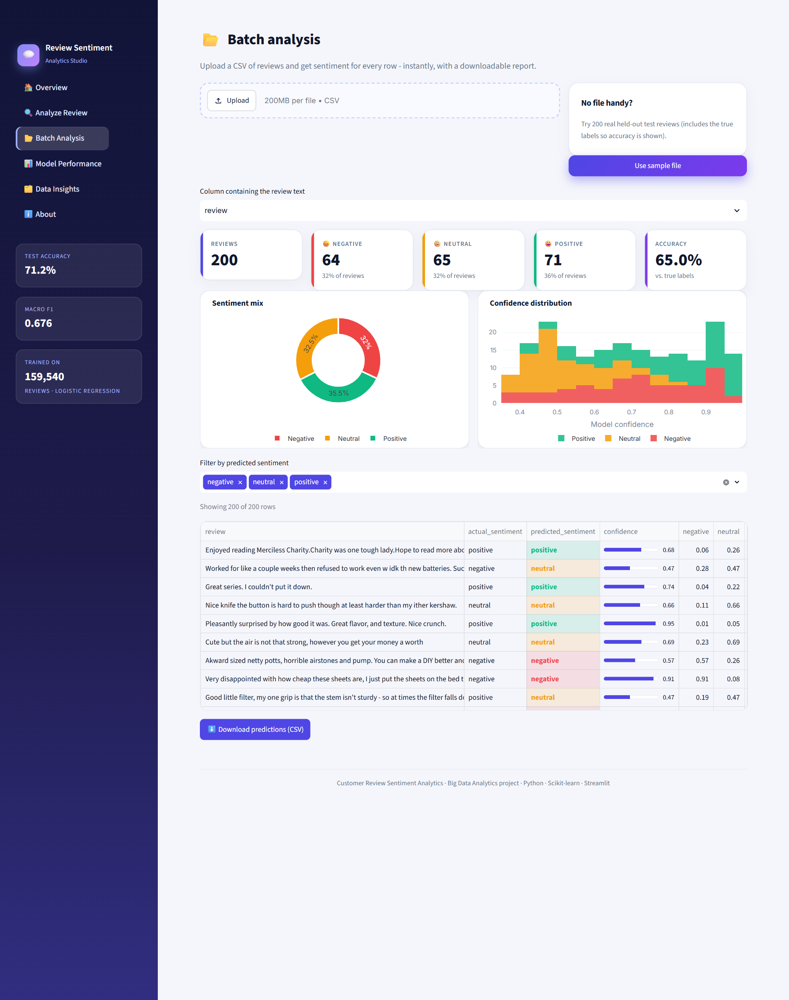 Review Sentiment
Analytics Studio
Overview
Analyze Review
Batch Analysis
Model Performance
Data Insights
About
TEST ACCURACY
71.2%
MACRO F1
0.676
TRAINED ON
159,540
REVIEWS · LOGISTIC REGRESSION
Batch analysis
Upload a CSV of reviews and get sentiment for every row - instantly, with a downloadable report.
Upload 200MB per file • CSV
No file handy?
Try 200 real held-out test reviews (includes the true
labels so accuracy is shown).
Use sample file
Column containing the review text
review
REVIEWS
200
NEGATIVE
64
32% of reviews
NEUTRAL
65
32% of reviews
POSITIVE
71
36% of reviews
ACCURACY
65.0%
vs. true labels
Sentiment mix
32.5%
32%
35.5%
Negative Neutral Positive
Confidence distribution
20
15
10
5
0
0.4 0.5 0.6 0.7 0.8 0.9
Model confidence
Positive Neutral Negative
Filter by predicted sentiment
negative × neutral × positive ×
Showing 200 of 200 rows
review actual_sentiment predicted_sentiment confidence negative neutral
Enjoyed reading Merciless Charity.Charity was one tough lady.Hope to read more abo positive positive 0.68 0.06 0.26
Worked for like a couple weeks then refused to work even w idk th new batteries. Suc negative neutral 0.47 0.28 0.47
Great series. I couldn't put it down. positive positive 0.74 0.04 0.22
Nice knife the button is hard to push though at least harder than my ither kershaw. neutral neutral 0.66 0.11 0.66
Pleasantly surprised by how good it was. Great flavor, and texture. Nice crunch. positive positive 0.95 0.01 0.05
Cute but the air is not that strong, however you get your money a worth neutral neutral 0.69 0.23 0.69
Akward sized netty potts, horrible airstones and pump. You can make a DIY better and negative negative 0.57 0.57 0.26
Very disappointed with how cheap these sheets are, I just put the sheets on the bed t negative negative 0.91 0.91 0.08
Good little filter, my one grip is that the stem isn't sturdy - so at times the filter falls do positive neutral 0.47 0.19 0.47
Download predictions (CSV)
Customer Review Sentiment Analytics · Big Data Analytics project · Python · Scikit-learn · Streamlit